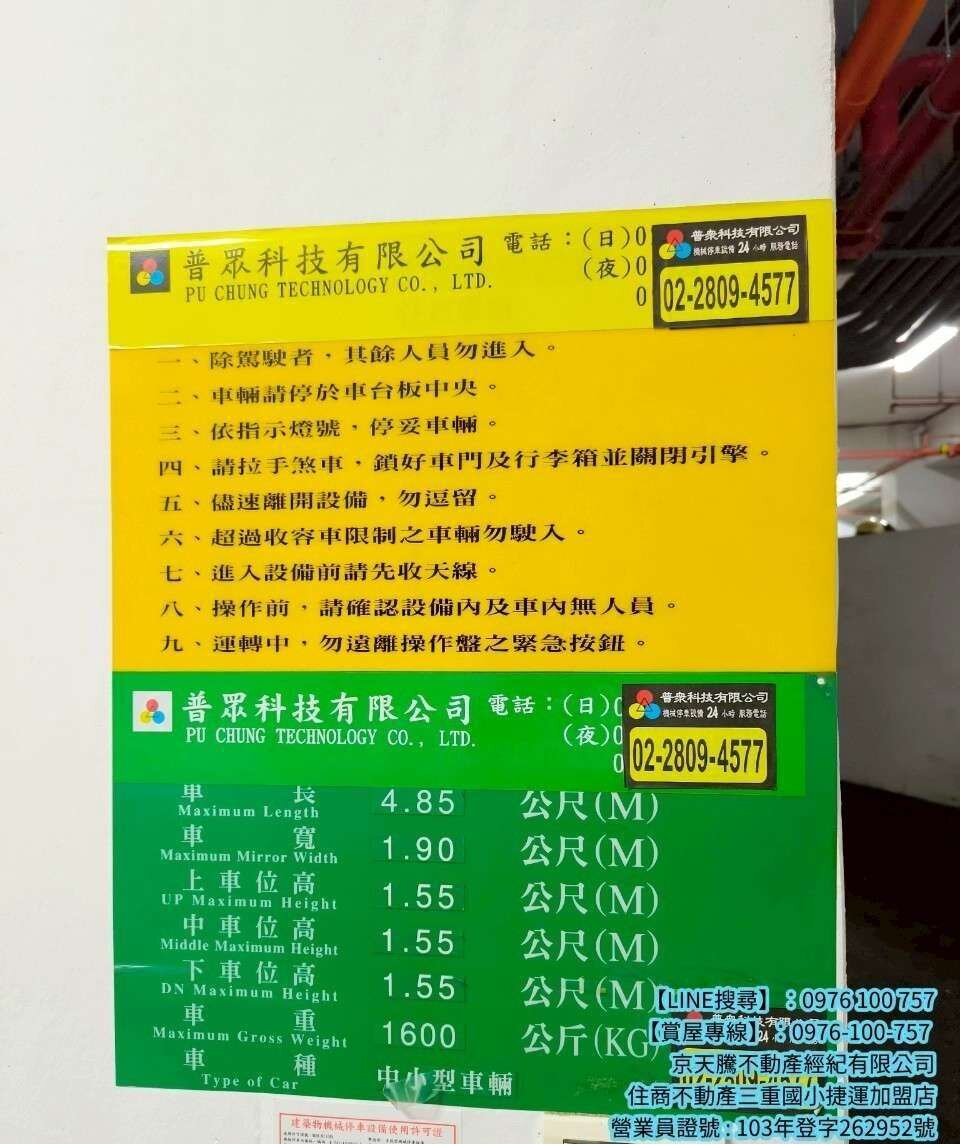 普眾科技有限公司 電話:(日)0
PU CHUNG TECHNOLOGY CO., LTD.
(夜)0
0
普衆科技有限公司
機械停車設備 24 小時 服務電話
02-2809-4577
一、除駕駛者,其餘人員勿進入。
二、車輛請停於車台板中央。
三、依指示燈號,停妥車輛。
四、請拉手煞車,鎖好車門及行李箱並關閉引擎。
五、儘速離開設備,勿逗留。
六、超過收容車限制之車輛勿駛入。
七、進入設備前請先收天線。
八、操作前,請確認設備內及車內無人員。
九、運轉中,勿遠離操作盤之緊急按鈕。
普眾科技有限公司 電話:(日)0
PU CHUNG TECHNOLOGY CO., LTD.
(夜)0
0
普衆科技有限公司
機械停車設備 24 小時 服務電話
02-2809-4577
車長 4.85 公尺(M)
Maximum Length
車寬 1.90 公尺(M)
Maximum Mirror Width
上車位高 1.55 公尺(M)
UP Maximum Height
中車位高 1.55 公尺(M)
Middle Maximum Height
下車位高 1.55 公尺(M)
DN Maximum Height
車重 1600 公斤(KG)
Maximum Gross Weight
車種 中小型車輛
Type of Car
建築物機械停車設備使用許可證
【LINE搜尋】:0976 100 757
【賞屋專線】:0976-100-757
京天騰不動產經紀有限公司
住商不動產三重國小捷運加盟店
營業員證號:103年登字262952號